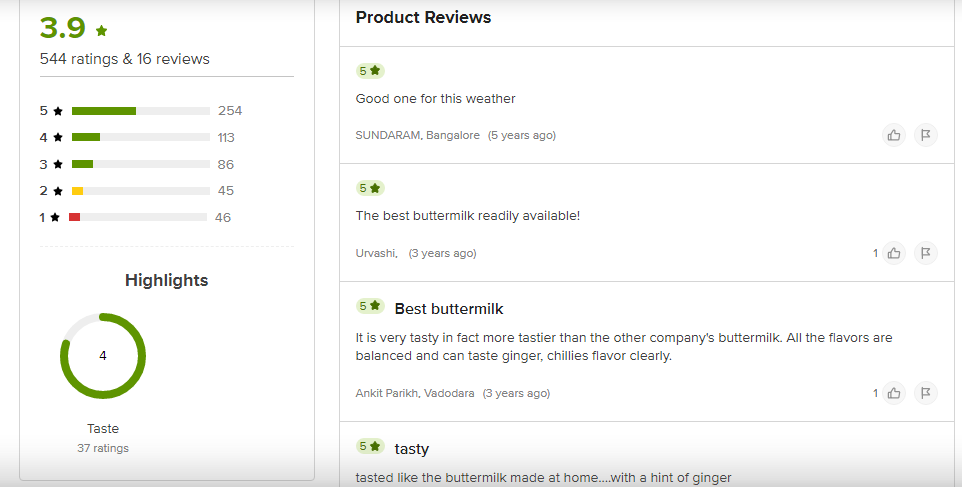 3.9
544 ratings & 16 reviews
5 254
4 113
3 86
2 45
1 46
Highlights
4
Taste
37 ratings
Product Reviews
5
Good one for this weather
SUNDARAM, Bangalore (5 years ago)
5
The best buttermilk readily available!
Urvashi, (3 years ago) 1
5 Best buttermilk
It is very tasty in fact more tastier than the other company's buttermilk. All the flavors are
balanced and can taste ginger, chillies flavor clearly.
Ankit Parikh, Vadodara (3 years ago) 1
5 tasty
tasted like the buttermilk made at home....with a hint of ginger